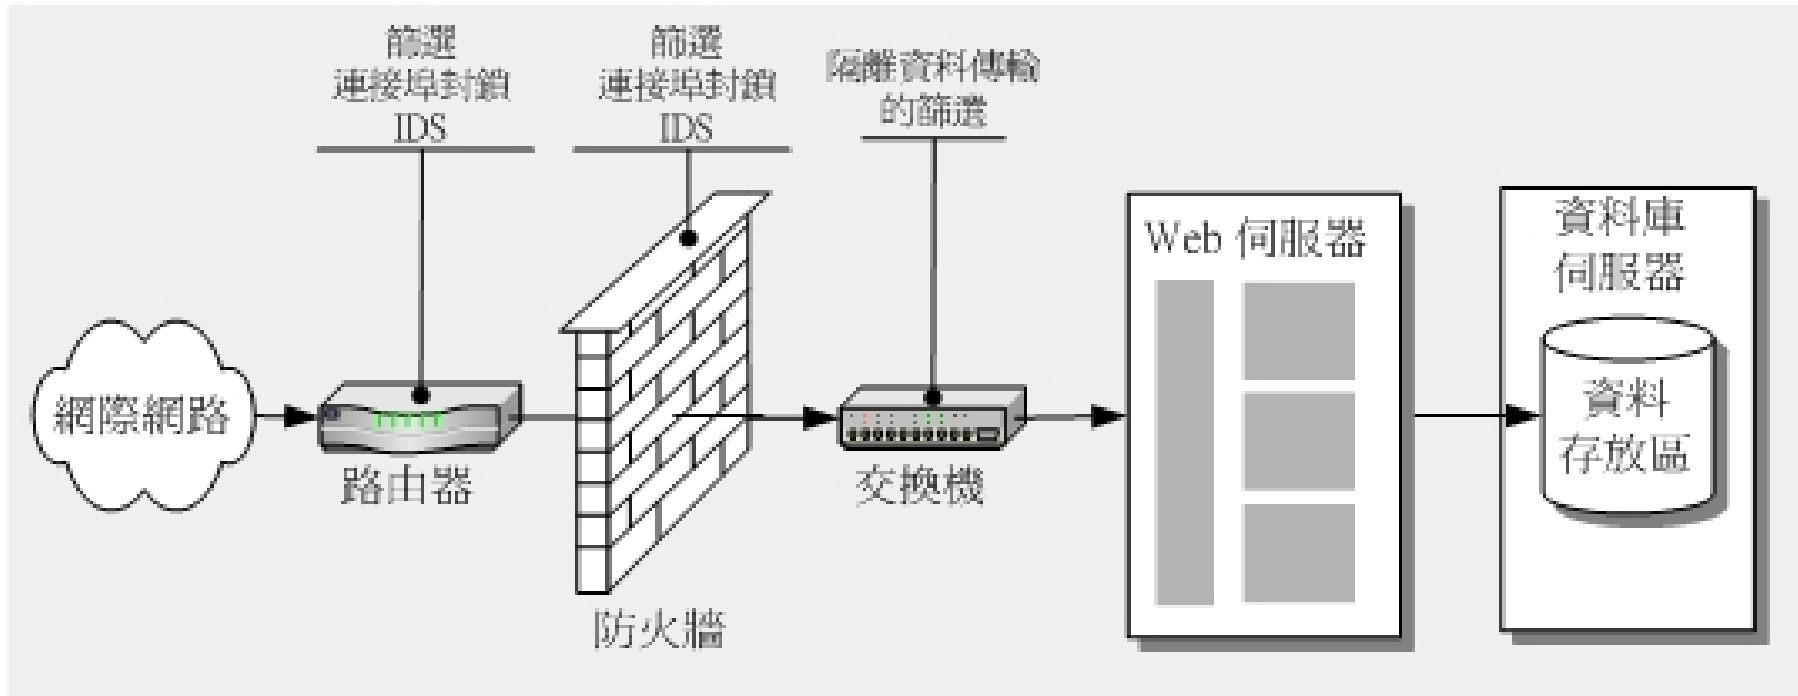 篩選
連接埠封鎖
IDS
篩選
連接埠封鎖
IDS
隔離資料傳輸
的篩選
網際網路
路由器
防火牆
交換機
Web 伺服器
資料庫
伺服器
資料
存放區